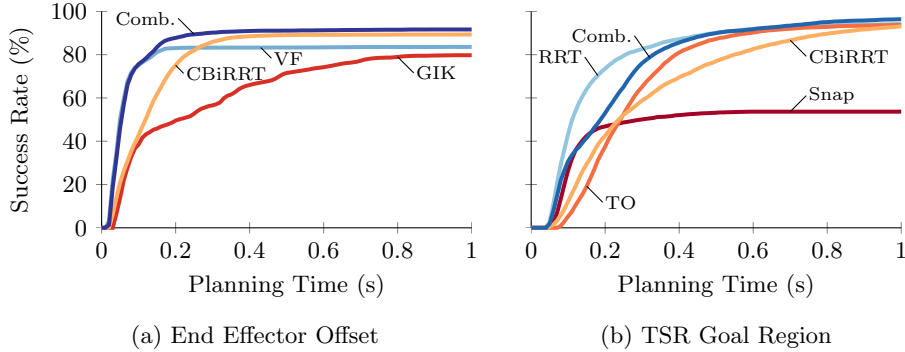 Success Rate (%)
100
80
60
40
20
0
0
0.2
0.4
0.6
0.8
1
Planning Time (s)
Comb.
VF
CBiRRT
GIK
(a) End Effector Offset
0
0.2
0.4
0.6
0.8
1
Planning Time (s)
Comb.
RRT
CBiRRT
Snap
TO
(b) TSR Goal Region